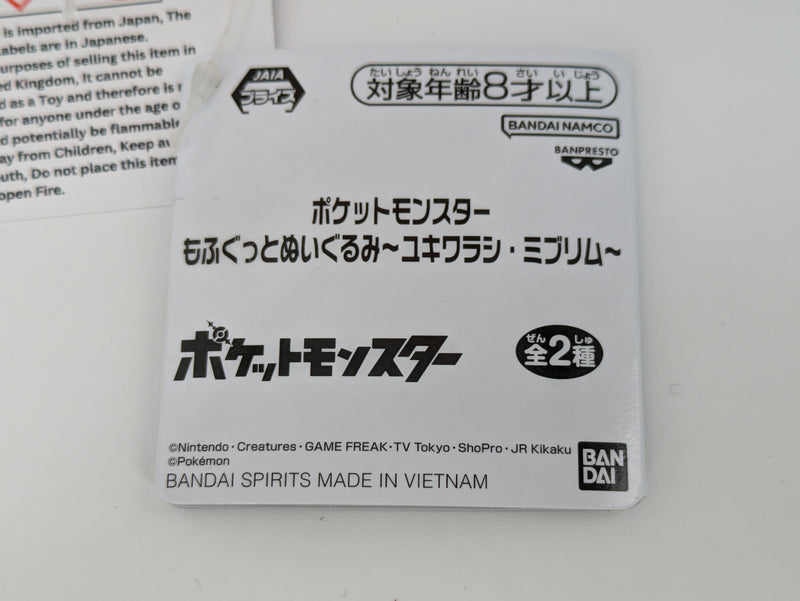 is imported from Japan, The
abels are in Japanese.
urposes of selling this item in
ed Kingdom, It cannot be
d as a Toy and therefore is
for anyone under the age o
d potentially be flammable
ay from Children, Keep
uth, Do not place this item
open Fire.
JAIA
プライズ
たいしょうねんれい さい いじょう
対象年齢8才以上
BANDAI NAMCO
BANPRESTO
ポケットモンスター
もふぐっとぬいぐるみ～ユキワラシ・ミブリム～
ポケットモンスター
ぜん しゅ
全2種
©Nintendo・Creatures・GAME FREAK・TV Tokyo・ShoPro・JR Kikaku
©Pokémon
BANDAI SPIRITS MADE IN VIETNAM
BAN
DAI